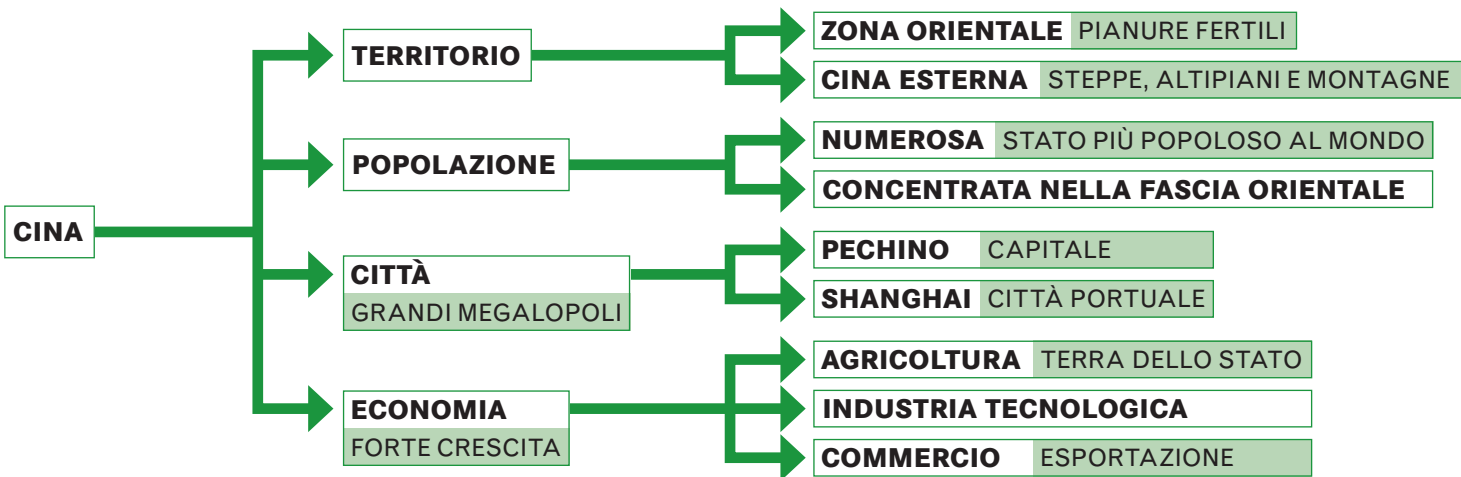 CINA
TERRITORIO
ZONA ORIENTALE PIANURE FERTILI
CINA ESTERNA STEPPE, ALTIPIANI E MONTAGNE
POPOLAZIONE
NUMEROSA STATO PIÙ POPOLOSO AL MONDO
CONCENTRATA NELLA FASCIA ORIENTALE
CITTÀ
GRANDI MEGALOPOLI
PECHINO CAPITALE
SHANGHAI CITTÀ PORTUALE
ECONOMIA
FORTE CRESCITA
AGRICOLTURA TERRA DELLO STATO
INDUSTRIA TECNOLOGICA
COMMERCIO ESPORTAZIONE